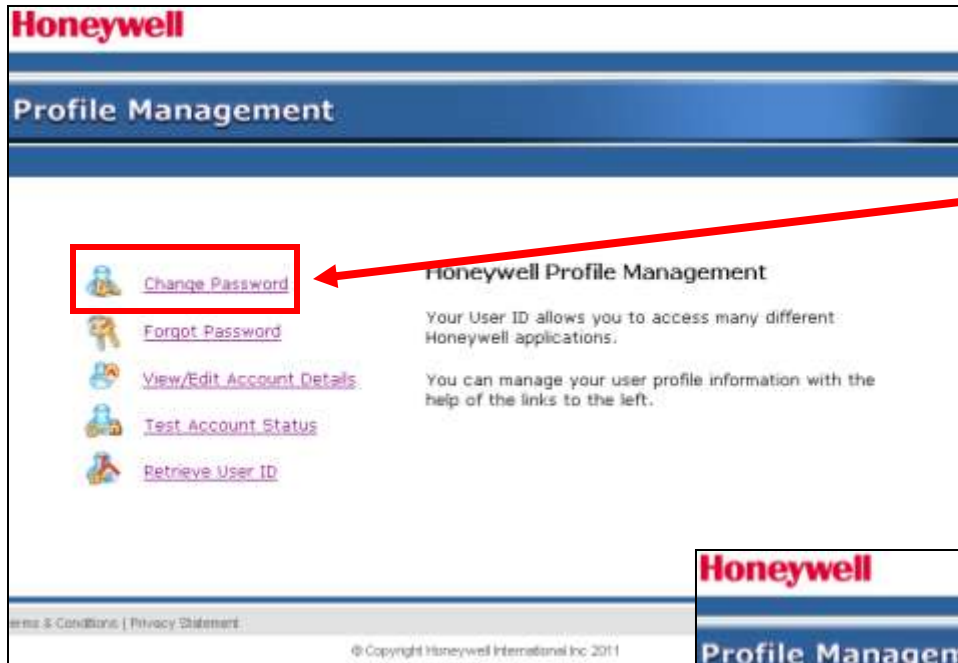 Honeywell
Profile Management
Change Password
Forgot Password
View/Edit Account Details
Test Account Status
Retrieve User ID
Honeywell Profile Management
Your User ID allows you to access many different
Honeywell applications.
You can manage your user profile information with the
help of the links to the left.
erms & Conditions | Privacy Statement
© Copyright Honeywell International Inc 2011
Honeywell
Profile Managem